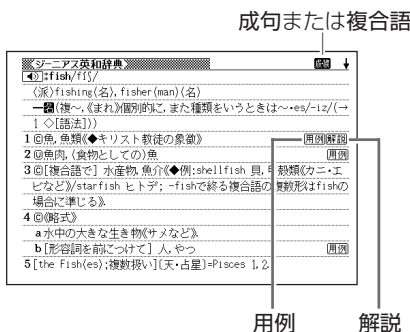 成句または複合語
ジーニアス英和辞典
fish/fíʃ/
〈派〉fishing〈名〉, fisher(man)〈名〉
―名(複〜,《まれ》個別的に, また種類をいうときは〜・es/-iz/(→
1 ◇[語法]))
1 Ⓒ魚, 魚類《◆キリスト教徒の象徴》 用例 解説
2 Ⓤ魚肉, (食物としての)魚 用例
3 Ⓒ[複合語で] 水産物, 魚介《◆例:shellfish 貝, 甲殻類《カニ・エ
ビなど》/starfish ヒトデ; -fishで終る複合語の複数形はfishの
場合に準じる》.
4 Ⓒ《略式》
a 水中の大きな生き物《サメなど》.
b [形容詞を前につけて] 人, やつ 用例
5 [the Fish(es);複数扱い]〔天・占星〕=Pisces 1, 2.
用例 解説